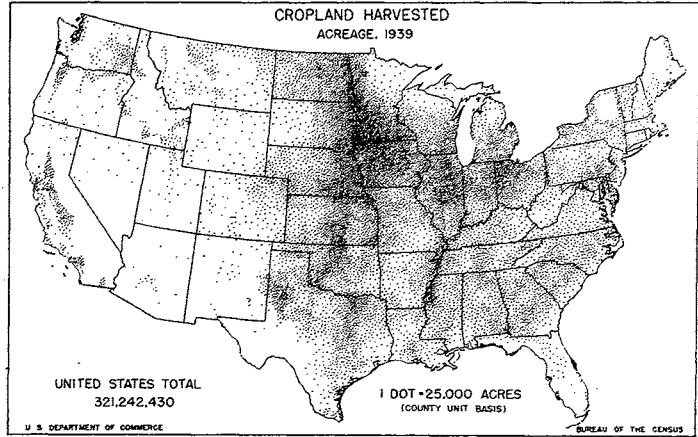 CROPLAND HARVESTED
ACREAGE, 1939
UNITED STATES TOTAL
321,242,430
1 DOT=25,000 ACRES
(COUNTY UNIT BASIS)
U S DEPARTMENT OF COMMERCE
BUREAU OF THE CENSUS